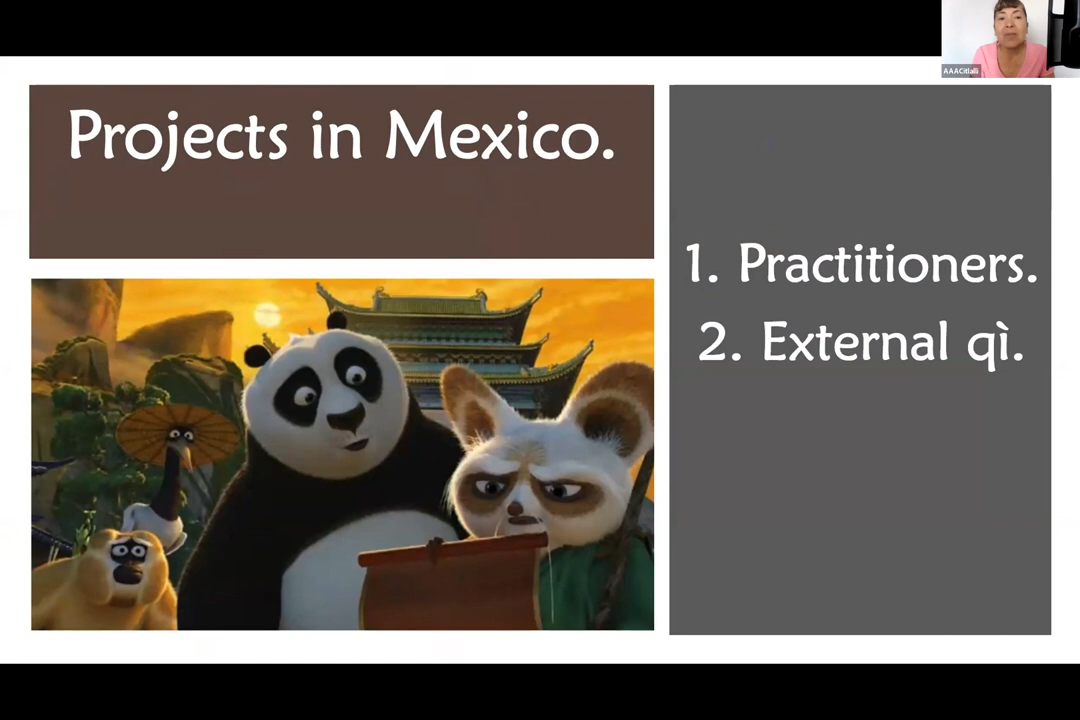 AAACitlalli
Projects in Mexico.
1. Practitioners.
2. External qì.